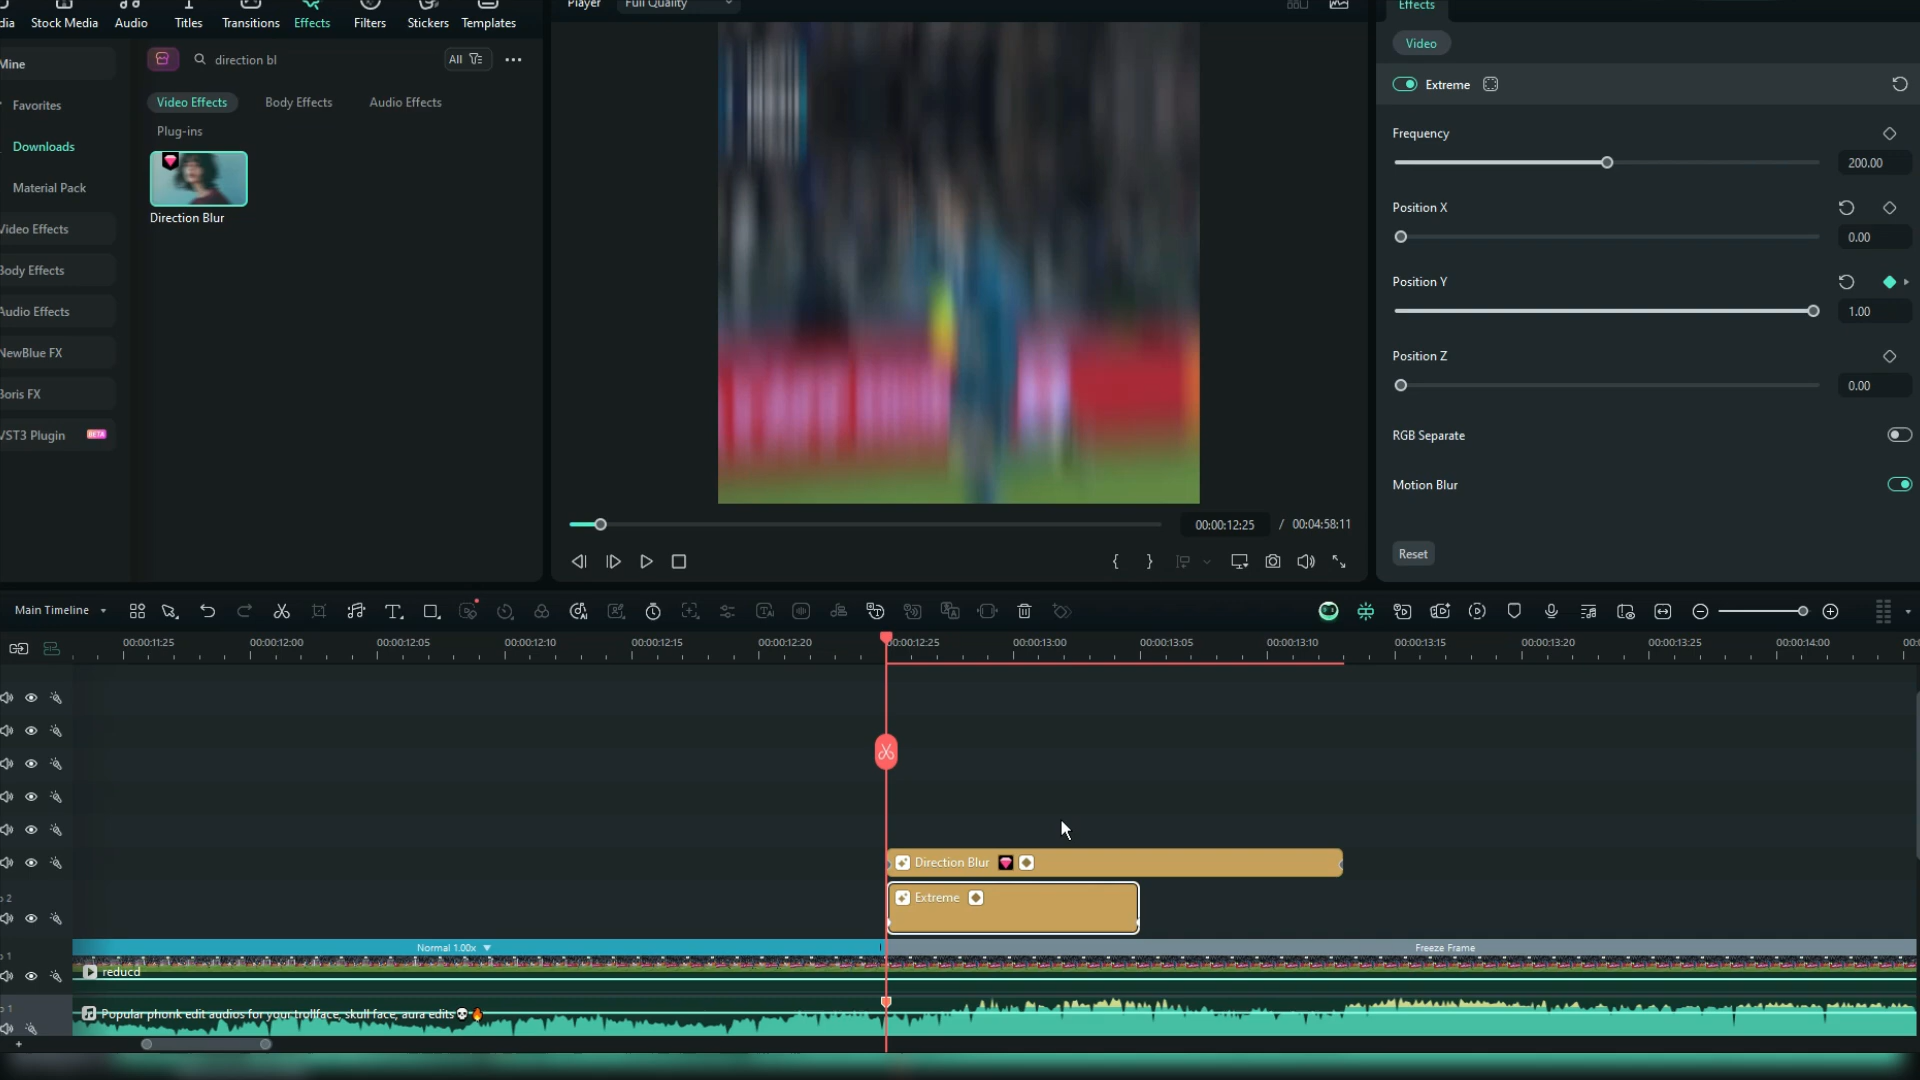 dia Stock Media Audio Titles Transitions Effects Filters Stickers Templates
Player Full Quality
Effects
Video
Mine
direction bl
All
Extreme
Favorites
Video Effects Body Effects Audio Effects
Plug-ins
Frequency
200.00
Downloads
Material Pack
Direction Blur
Position X
0.00
Video Effects
Body Effects
Audio Effects
NewBlue FX
Boris FX
VST3 Plugin BETA
Position Y
1.00
Position Z
0.00
RGB Separate
Motion Blur
00:00:12:25 / 00:04:58:11
Reset
Main Timeline
00:00:11:25 00:00:12:00 00:00:12:05 00:00:12:10 00:00:12:15 00:00:12:20 00:00:12:25 00:00:13:00 00:00:13:05 00:00:13:10 00:00:13:15 00:00:13:20 00:00:13:25 00:00:14:00 00:0
Direction Blur
Extreme
o 2
Normal 1.00x
Freeze Frame
o 1
reducd
o 1
Popular phonk edit audios for your trollface, skull face, aura edits💀🔥